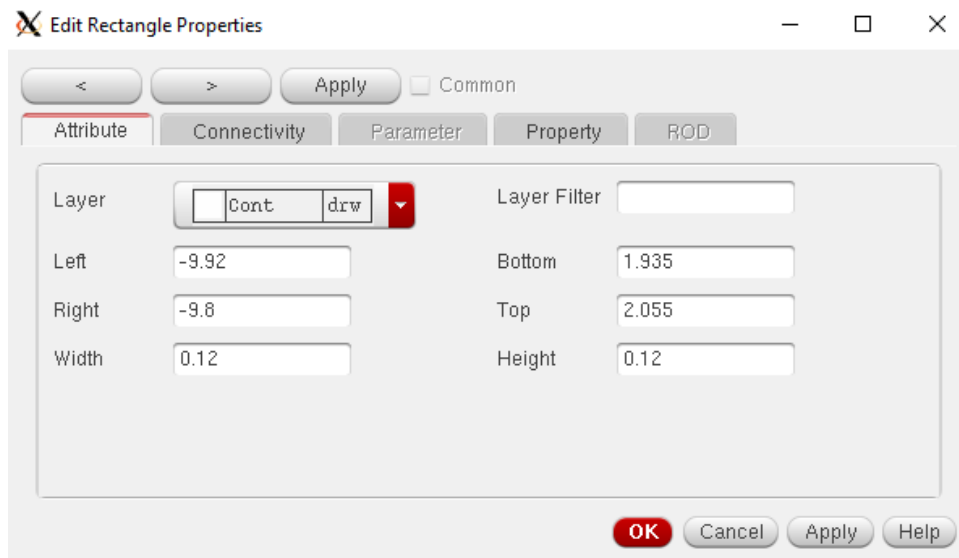 Edit Rectangle Properties
< > Apply Common
Attribute Connectivity Parameter Property ROD
Layer Cont drw Layer Filter
Left -9.92 Bottom 1.935
Right -9.8 Top 2.055
Width 0.12 Height 0.12
OK Cancel Apply Help